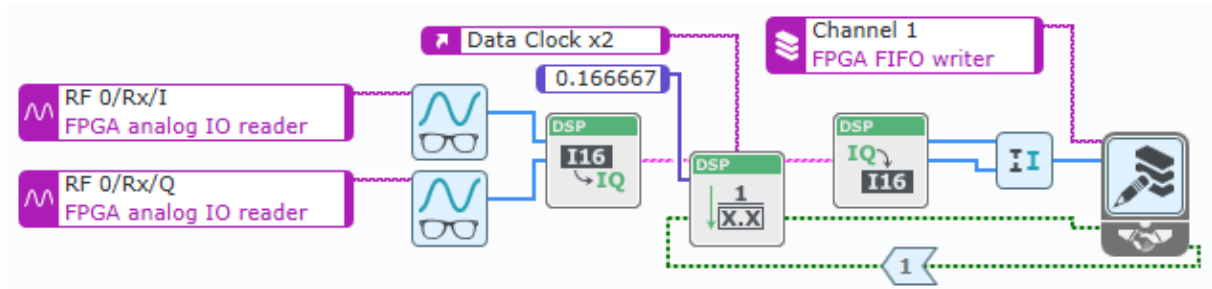 Data Clock x2
Channel 1
FPGA FIFO writer
0.166667
RF 0/Rx/I
FPGA analog IO reader
DSP
I16
IQ
DSP
1
X.X
DSP
IQ
I16
I I
RF 0/Rx/Q
FPGA analog IO reader
1